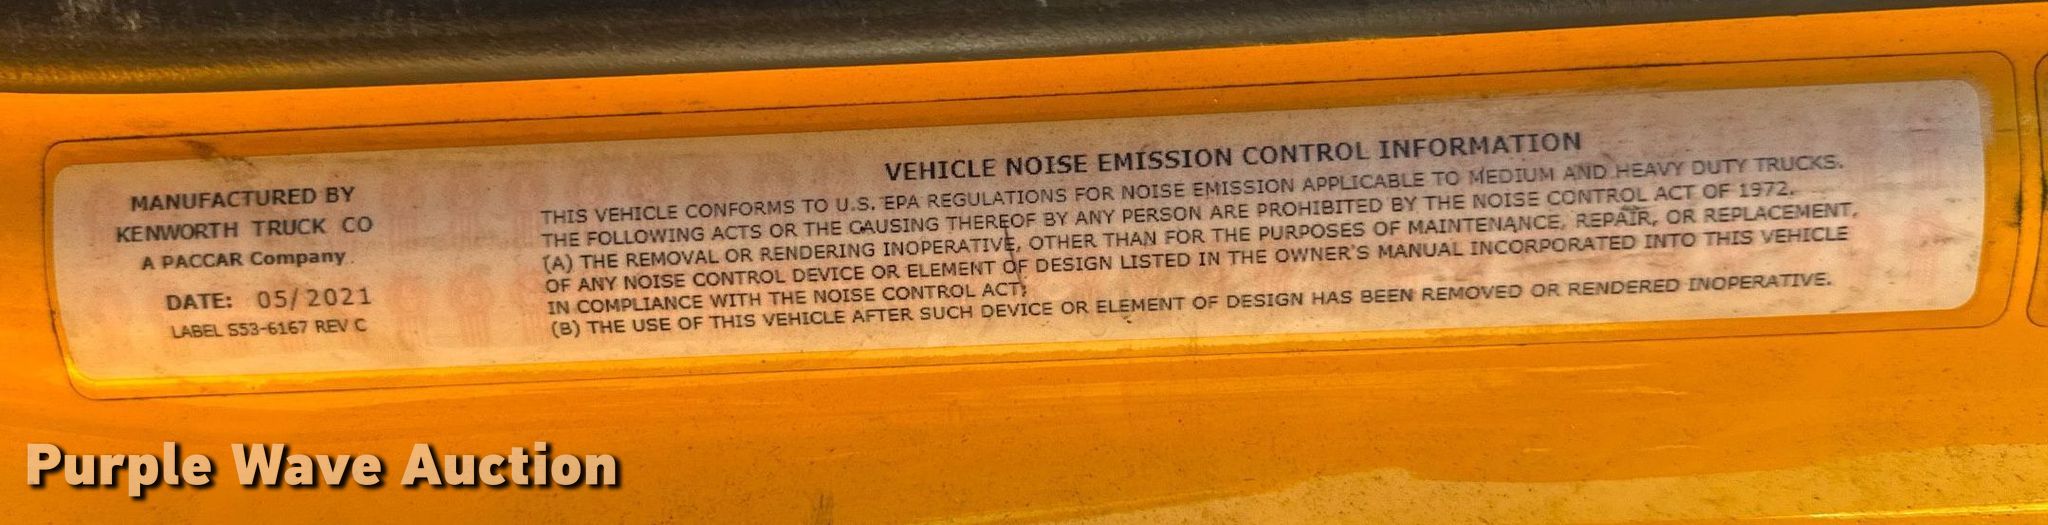 MANUFACTURED BY
KENWORTH TRUCK CO
A PACCAR Company
DATE: 05/2021
LABEL S53-6167 REV C
VEHICLE NOISE EMISSION CONTROL INFORMATION
THIS VEHICLE CONFORMS TO U.S. EPA REGULATIONS FOR NOISE EMISSION APPLICABLE TO MEDIUM AND HEAVY DUTY TRUCKS.
THE FOLLOWING ACTS OR THE CAUSING THEREOF BY ANY PERSON ARE PROHIBITED BY THE NOISE CONTROL ACT OF 1972.
(A) THE REMOVAL OR RENDERING INOPERATIVE, OTHER THAN FOR THE PURPOSES OF MAINTENANCE, REPAIR, OR REPLACEMENT,
OF ANY NOISE CONTROL DEVICE OR ELEMENT OF DESIGN LISTED IN THE OWNER'S MANUAL INCORPORATED INTO THIS VEHICLE
IN COMPLIANCE WITH THE NOISE CONTROL ACT;
(B) THE USE OF THIS VEHICLE AFTER SUCH DEVICE OR ELEMENT OF DESIGN HAS BEEN REMOVED OR RENDERED INOPERATIVE.
Purple Wave Auction